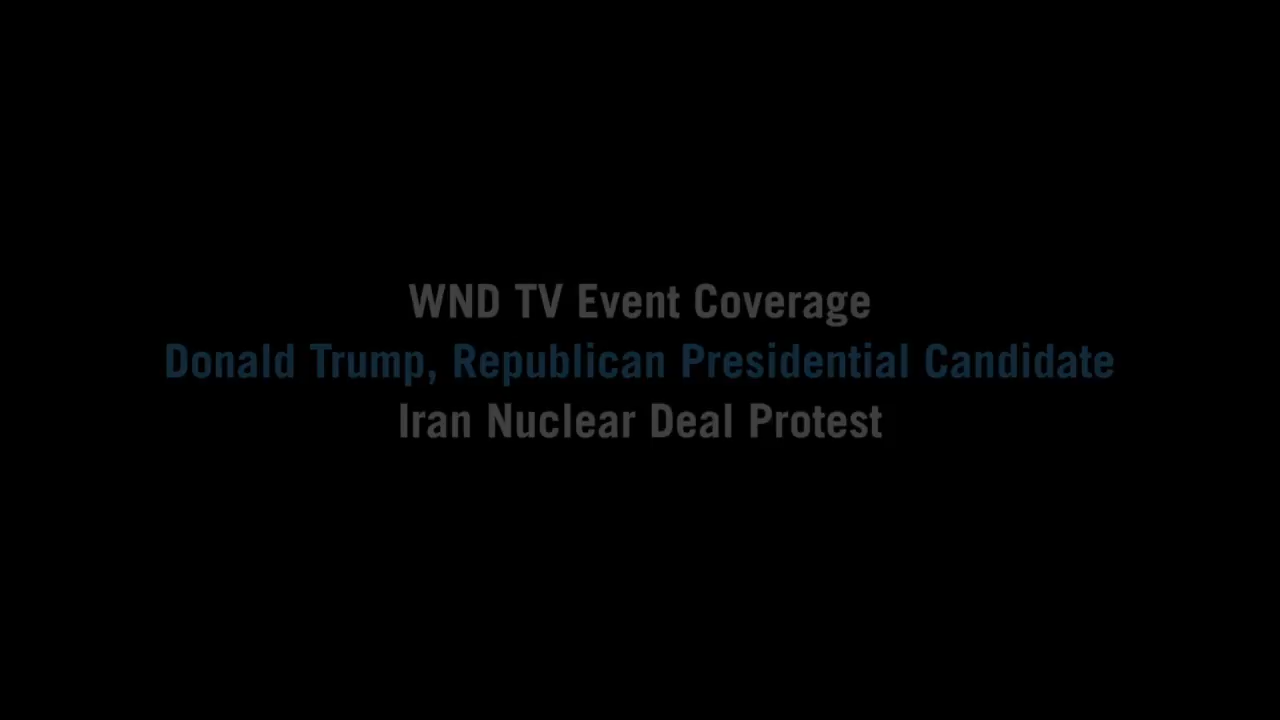 WND TV Event Coverage
Donald Trump, Republican Presidential Candidate
Iran Nuclear Deal Protest